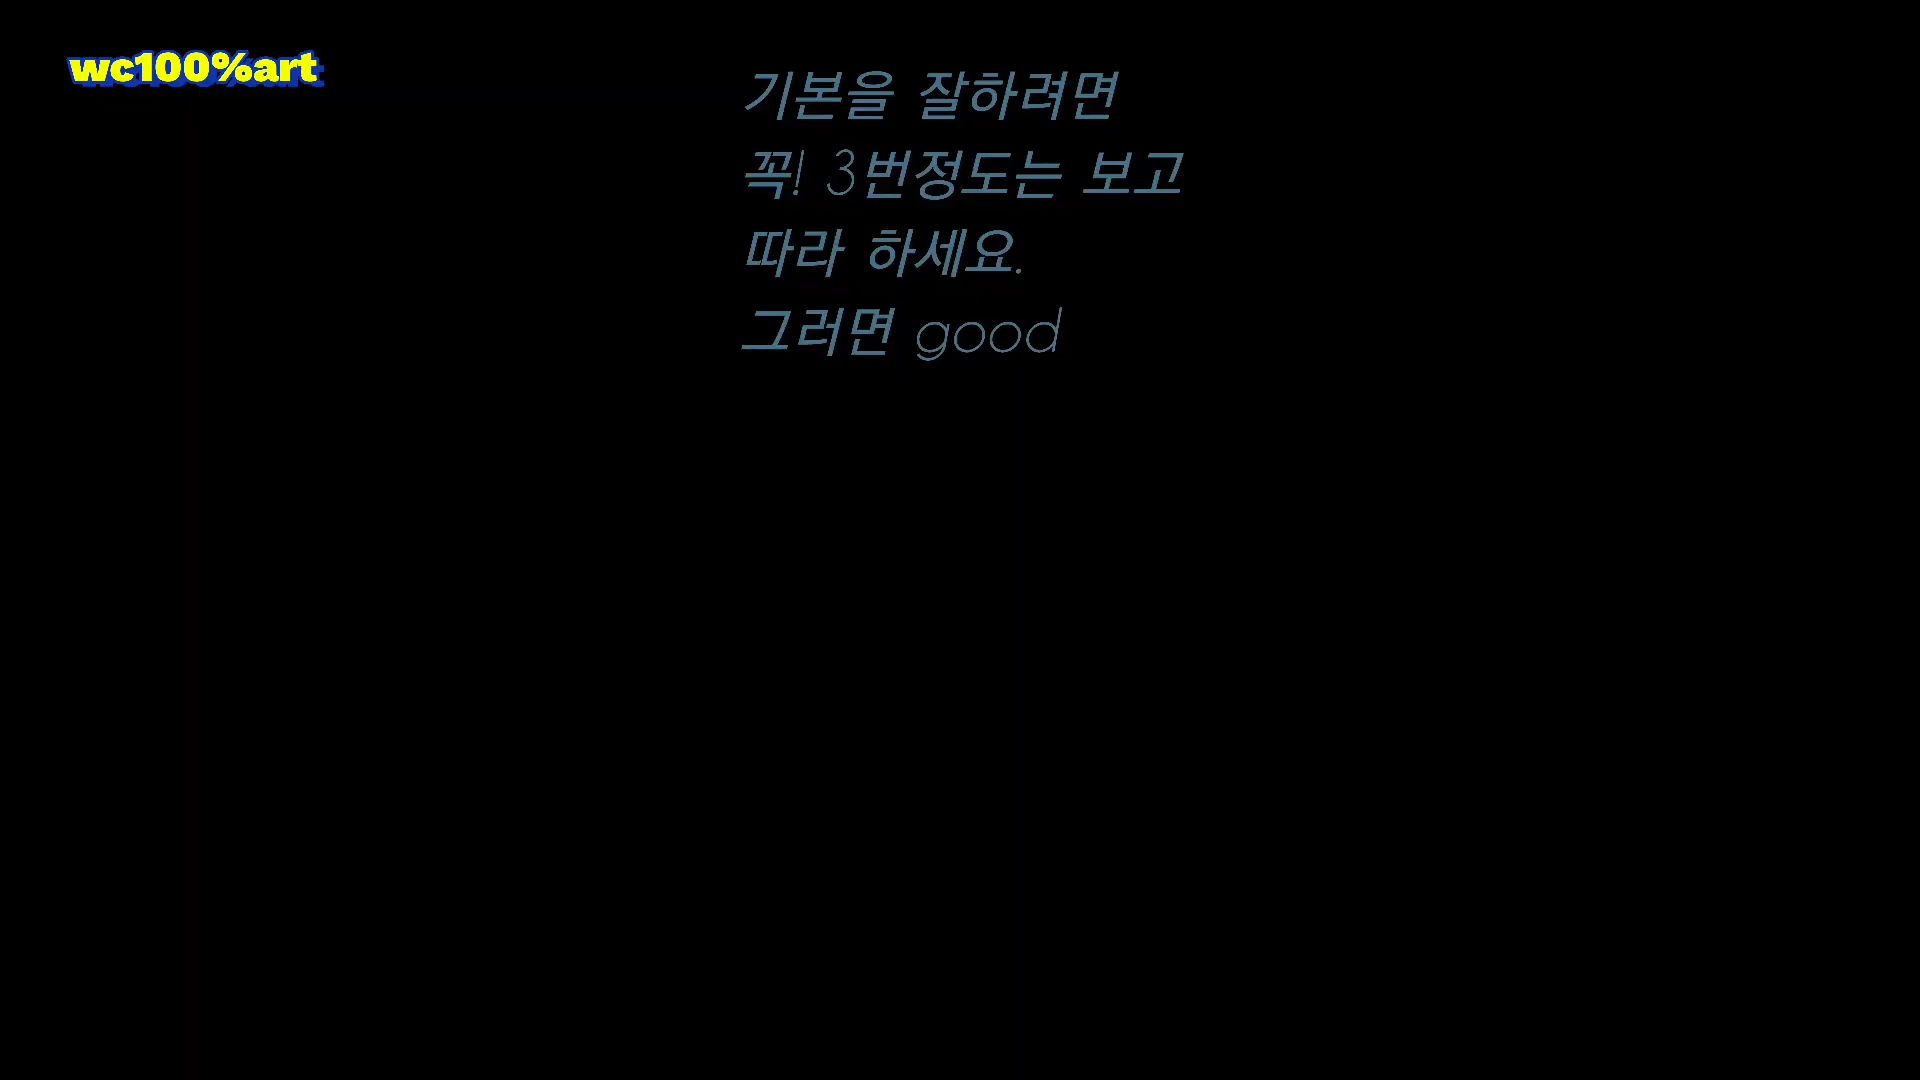 wc100%art
기본을 잘하려면
꼭! 3번정도는 보고
따라 하세요.
그러면 good